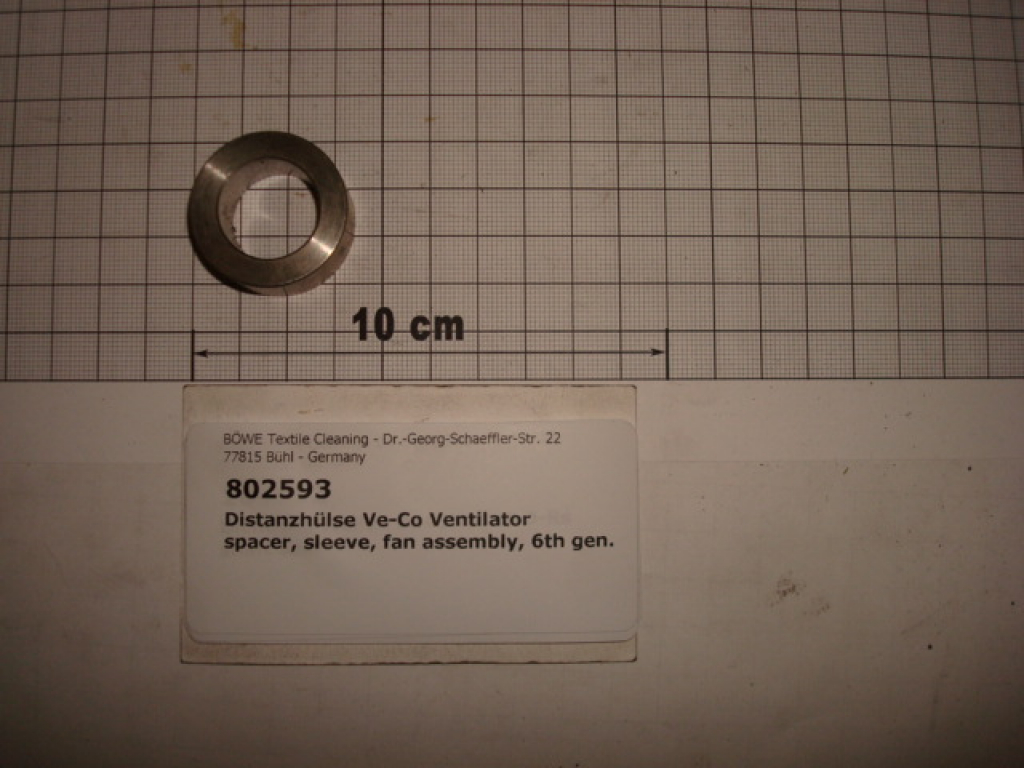 10 cm
BÖWE Textile Cleaning - Dr.-Georg-Schaeffler-Str. 22
77815 Bühl - Germany
802593
Distanzhülse Ve-Co Ventilator
spacer, sleeve, fan assembly, 6th gen.